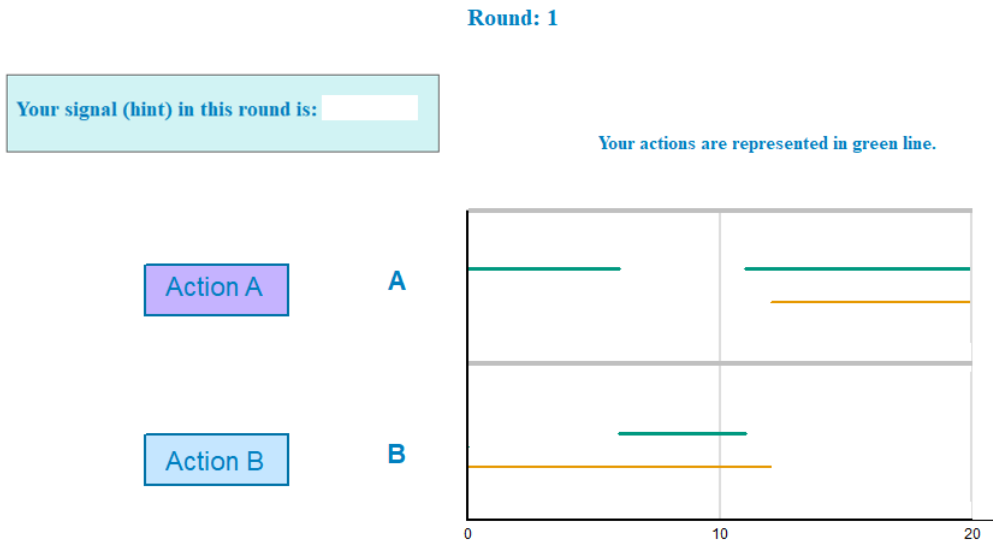 Round: 1
Your signal (hint) in this round is:
Your actions are represented in green line.
Action A
A
Action B
B
0
10
20